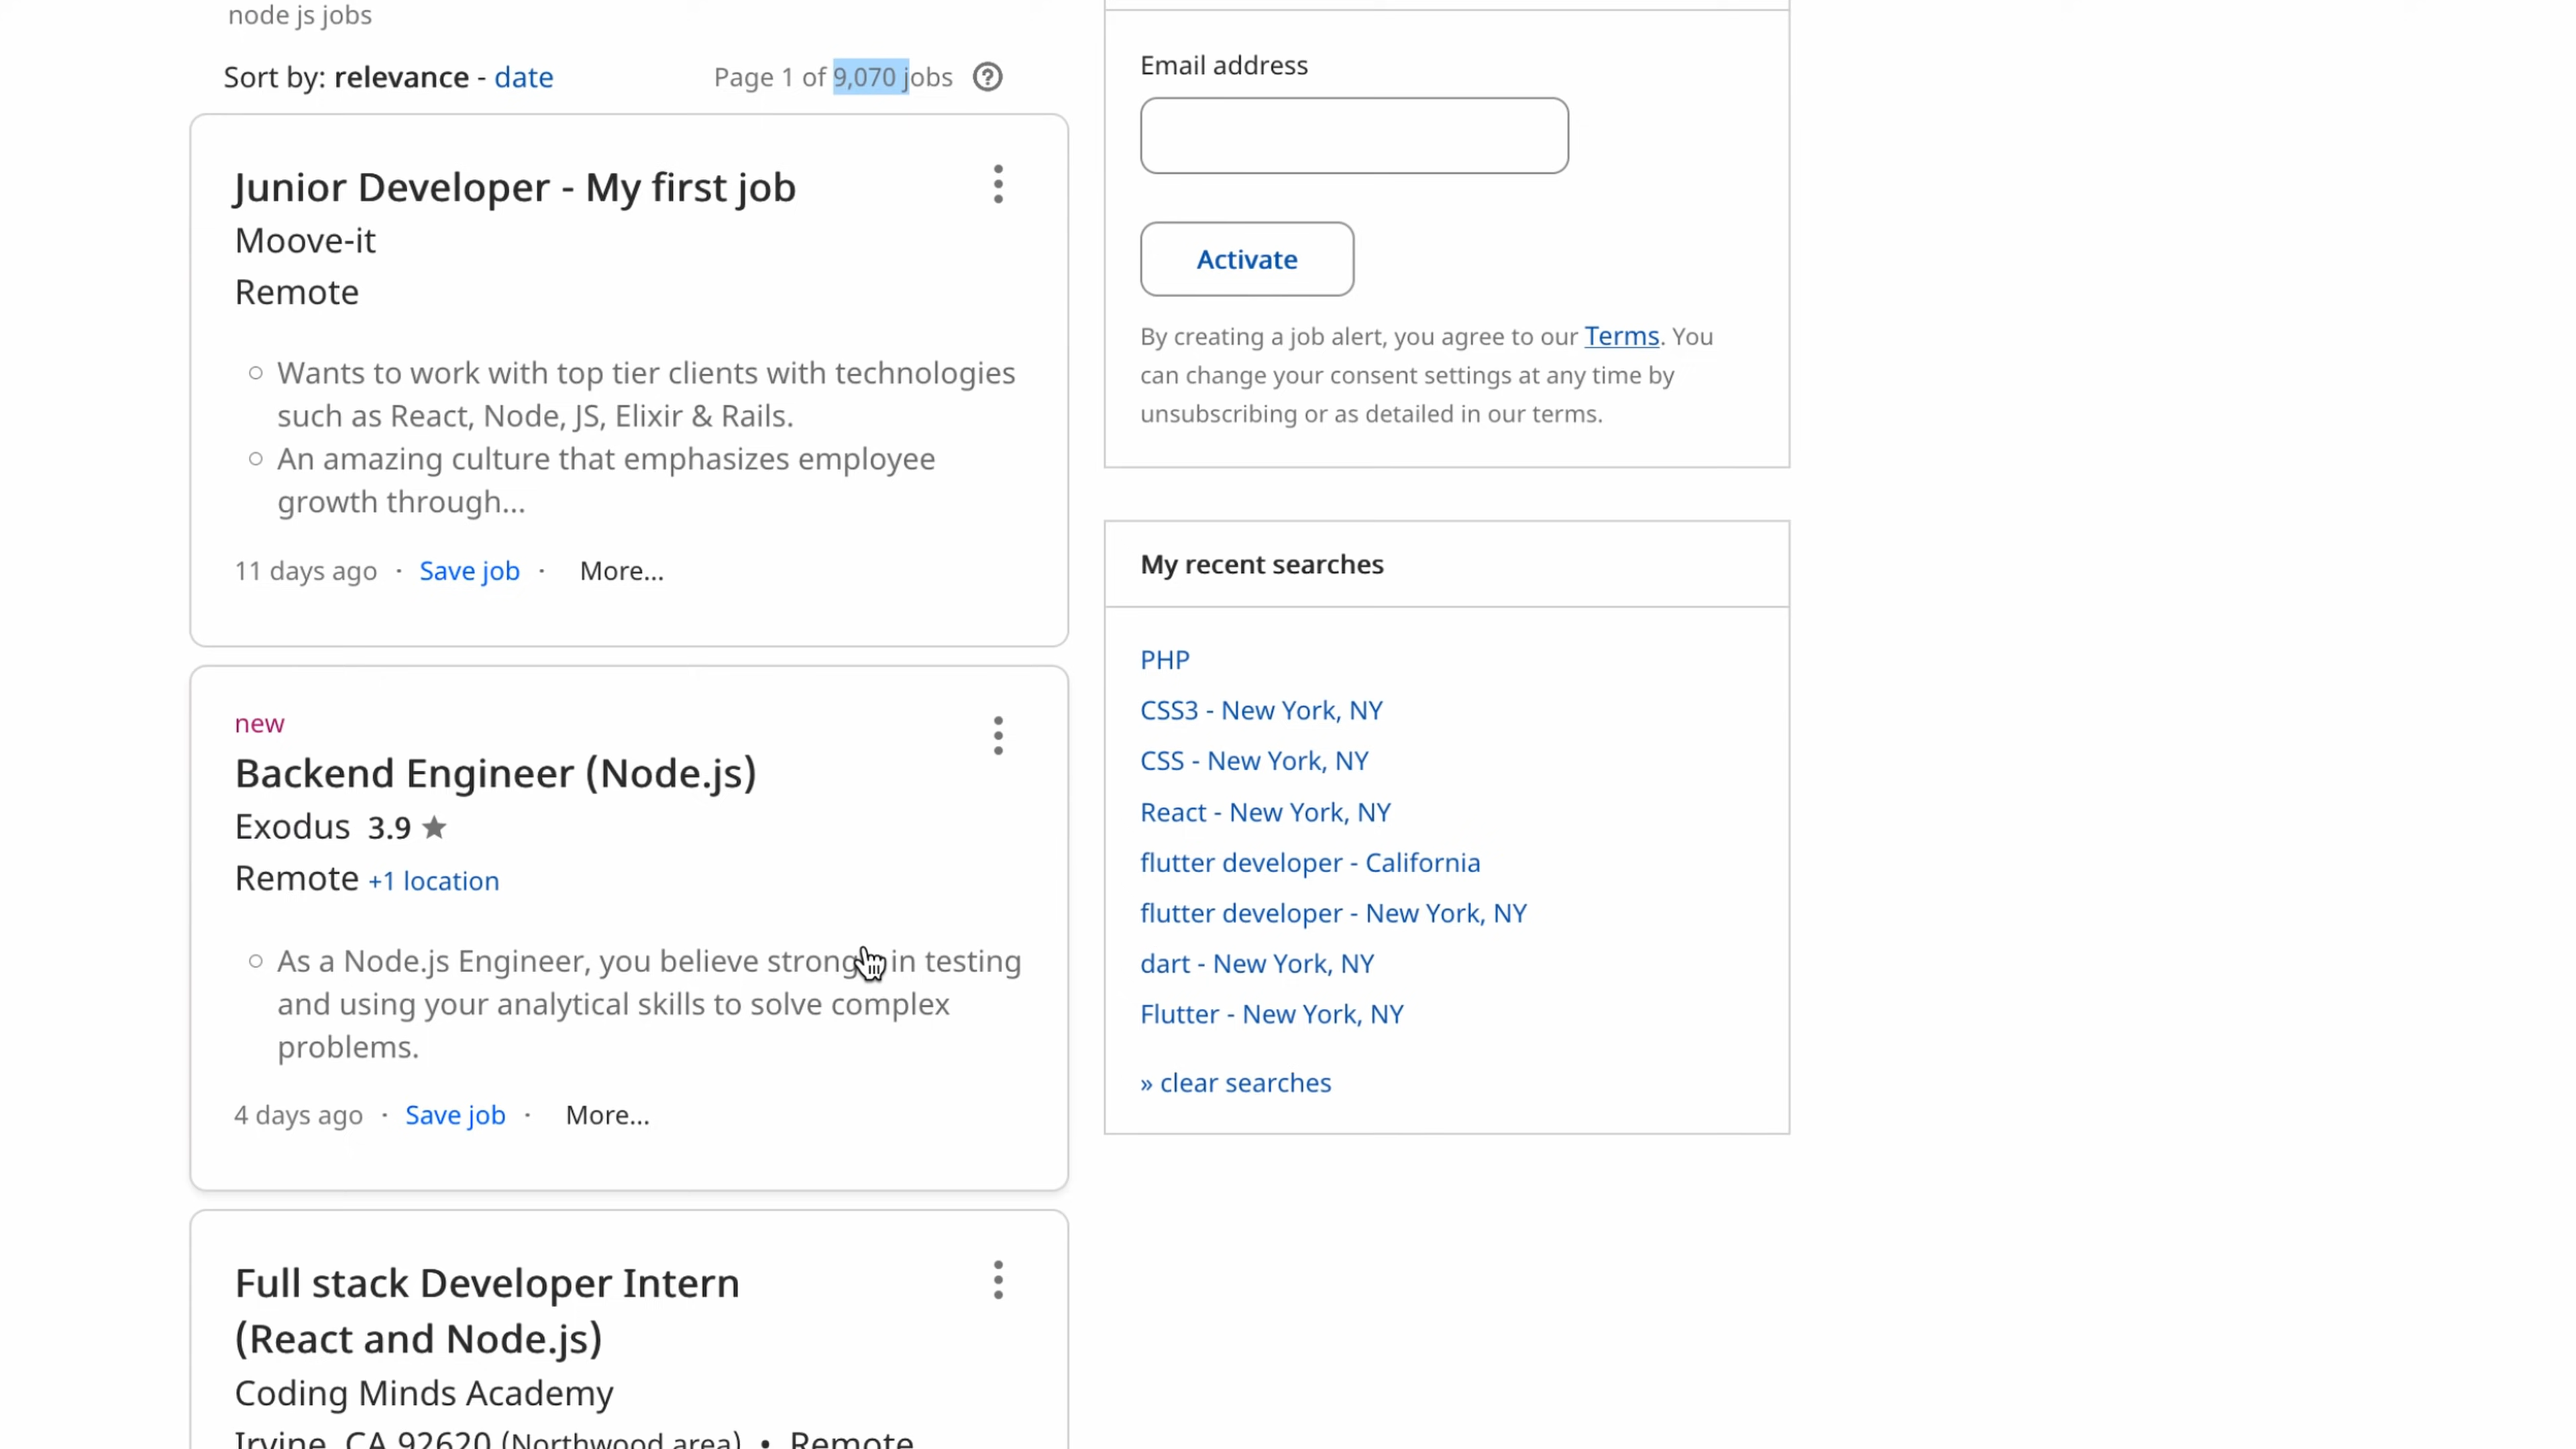 node js jobs
Sort by: relevance - date
Page 1 of 9,070 jobs
Junior Developer - My first job
Moove-it
Remote
Wants to work with top tier clients with technologies
such as React, Node, JS, Elixir & Rails.
An amazing culture that emphasizes employee
growth through...
11 days ago · Save job · More...
new
Backend Engineer (Node.js)
Exodus 3.9
Remote +1 location
As a Node.js Engineer, you believe in testing
and using your analytical skills to solve complex
problems.
4 days ago · Save job · More...
Full stack Developer Intern
(React and Node.js)
Coding Minds Academy
Irvine, CA 92620 (Northwood area) • Remote
Email address
Activate
By creating a job alert, you agree to our Terms. You
can change your consent settings at any time by
unsubscribing or as detailed in our terms.
My recent searches
PHP
CSS3 - New York, NY
CSS - New York, NY
React - New York, NY
flutter developer - California
flutter developer - New York, NY
dart - New York, NY
Flutter - New York, NY
» clear searches